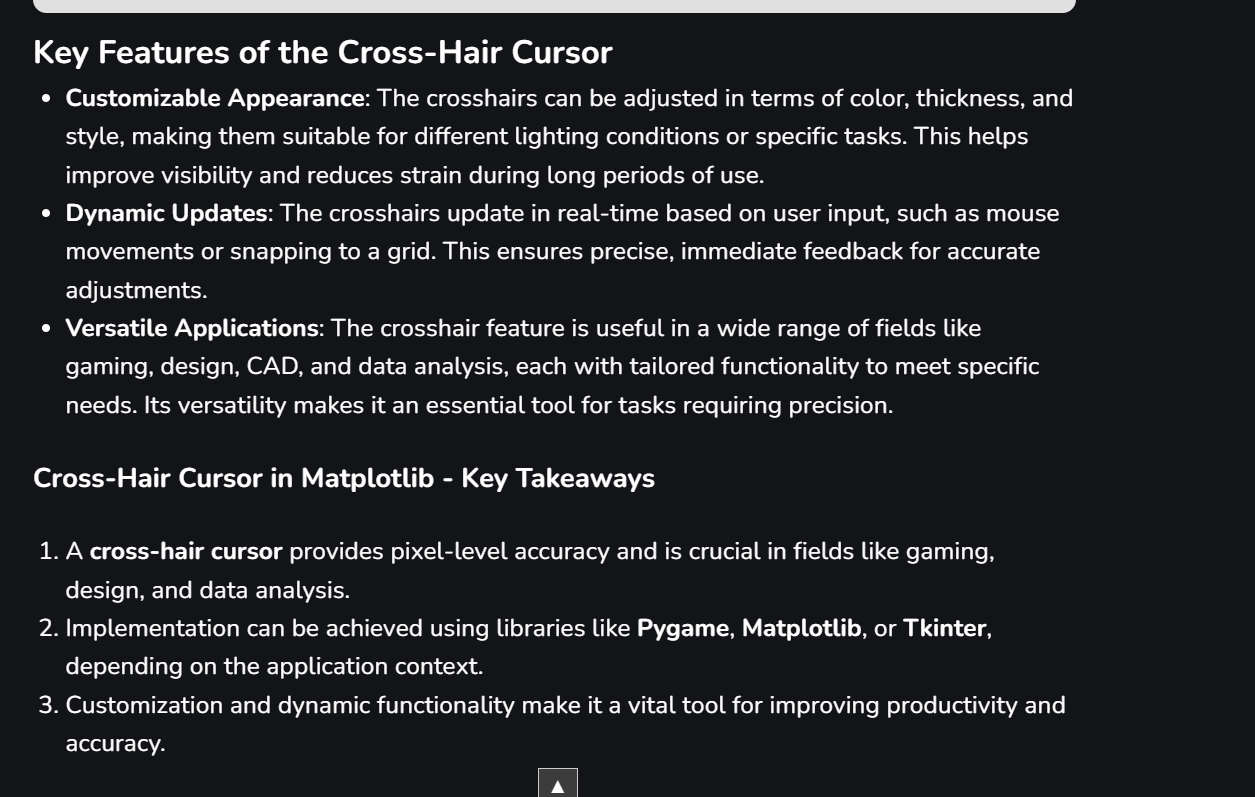 Key Features of the Cross-Hair Cursor
• Customizable Appearance: The crosshairs can be adjusted in terms of color, thickness, and
style, making them suitable for different lighting conditions or specific tasks. This helps
improve visibility and reduces strain during long periods of use.
• Dynamic Updates: The crosshairs update in real-time based on user input, such as mouse
movements or snapping to a grid. This ensures precise, immediate feedback for accurate
adjustments.
• Versatile Applications: The crosshair feature is useful in a wide range of fields like
gaming, design, CAD, and data analysis, each with tailored functionality to meet specific
needs. Its versatility makes it an essential tool for tasks requiring precision.
Cross-Hair Cursor in Matplotlib - Key Takeaways
1. A cross-hair cursor provides pixel-level accuracy and is crucial in fields like gaming,
design, and data analysis.
2. Implementation can be achieved using libraries like Pygame, Matplotlib, or Tkinter,
depending on the application context.
3. Customization and dynamic functionality make it a vital tool for improving productivity and
accuracy.